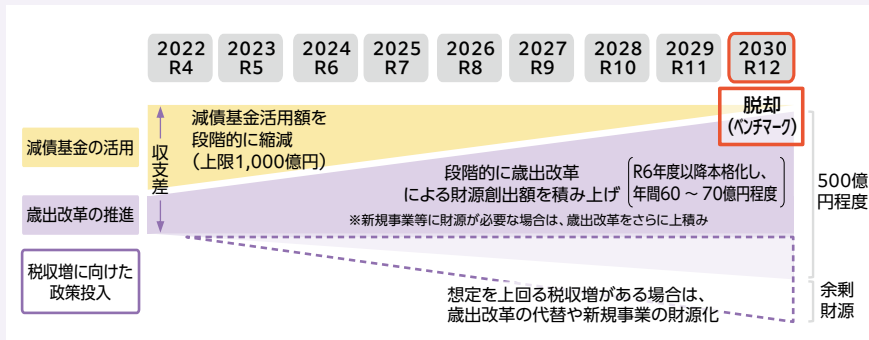 2022 2023 2024 2025 2026 2027 2028 2029 2030
R4 R5 R6 R7 R8 R9 R10 R11 R12
脱却
(ベンチマーク)
減債基金の活用
収支差
減債基金活用額を
段階的に縮減
(上限1,000億円)
歳出改革の推進
段階的に歳出改革
による財源創出額を積み上げ
R6年度以降本格化し、
年間60 ~ 70億円程度
※新規事業等に財源が必要な場合は、歳出改革をさらに上積み
500億
円程度
税収増に向けた
政策投入
想定を上回る税収増がある場合は、
歳出改革の代替や新規事業の財源化
余剰
財源